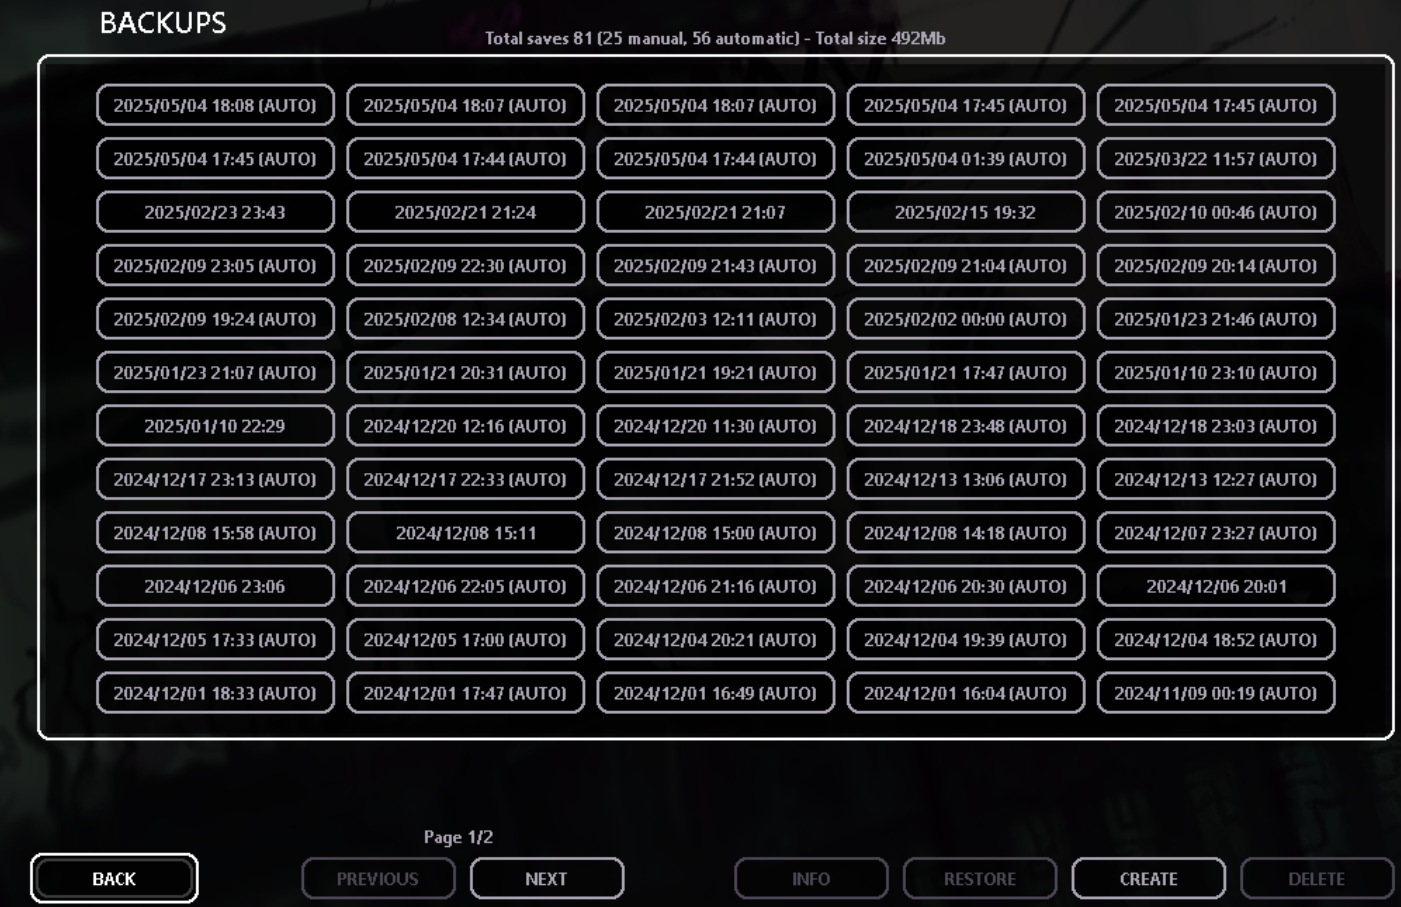 BACKUPS
Total saves 81 (25 manual, 56 automatic) - Total size 492Mb
2025/05/04 18:08 (AUTO) 2025/05/04 18:07 (AUTO) 2025/05/04 18:07 (AUTO) 2025/05/04 17:45 (AUTO) 2025/05/04 17:45 (AUTO)
2025/05/04 17:45 (AUTO) 2025/05/04 17:44 (AUTO) 2025/05/04 17:44 (AUTO) 2025/05/04 01:39 (AUTO) 2025/03/22 11:57 (AUTO)
2025/02/23 23:43 2025/02/21 21:24 2025/02/21 21:07 2025/02/15 19:32 2025/02/10 00:46 (AUTO)
2025/02/09 23:05 (AUTO) 2025/02/09 22:30 (AUTO) 2025/02/09 21:43 (AUTO) 2025/02/09 21:04 (AUTO) 2025/02/09 20:14 (AUTO)
2025/02/09 19:24 (AUTO) 2025/02/08 12:34 (AUTO) 2025/02/03 12:11 (AUTO) 2025/02/02 00:00 (AUTO) 2025/01/23 21:46 (AUTO)
2025/01/23 21:07 (AUTO) 2025/01/21 20:31 (AUTO) 2025/01/21 19:21 (AUTO) 2025/01/21 17:47 (AUTO) 2025/01/10 23:10 (AUTO)
2025/01/10 22:29 2024/12/20 12:16 (AUTO) 2024/12/20 11:30 (AUTO) 2024/12/18 23:48 (AUTO) 2024/12/18 23:03 (AUTO)
2024/12/17 23:13 (AUTO) 2024/12/17 22:33 (AUTO) 2024/12/17 21:52 (AUTO) 2024/12/13 13:06 (AUTO) 2024/12/13 12:27 (AUTO)
2024/12/08 15:58 (AUTO) 2024/12/08 15:11 2024/12/08 15:00 (AUTO) 2024/12/08 14:18 (AUTO) 2024/12/07 23:27 (AUTO)
2024/12/06 23:06 2024/12/06 22:05 (AUTO) 2024/12/06 21:16 (AUTO) 2024/12/06 20:30 (AUTO) 2024/12/06 20:01
2024/12/05 17:33 (AUTO) 2024/12/05 17:00 (AUTO) 2024/12/04 20:21 (AUTO) 2024/12/04 19:39 (AUTO) 2024/12/04 18:52 (AUTO)
2024/12/01 18:33 (AUTO) 2024/12/01 17:47 (AUTO) 2024/12/01 16:49 (AUTO) 2024/12/01 16:04 (AUTO) 2024/11/09 00:19 (AUTO)
Page 1/2
BACK PREVIOUS NEXT INFO RESTORE CREATE DELETE